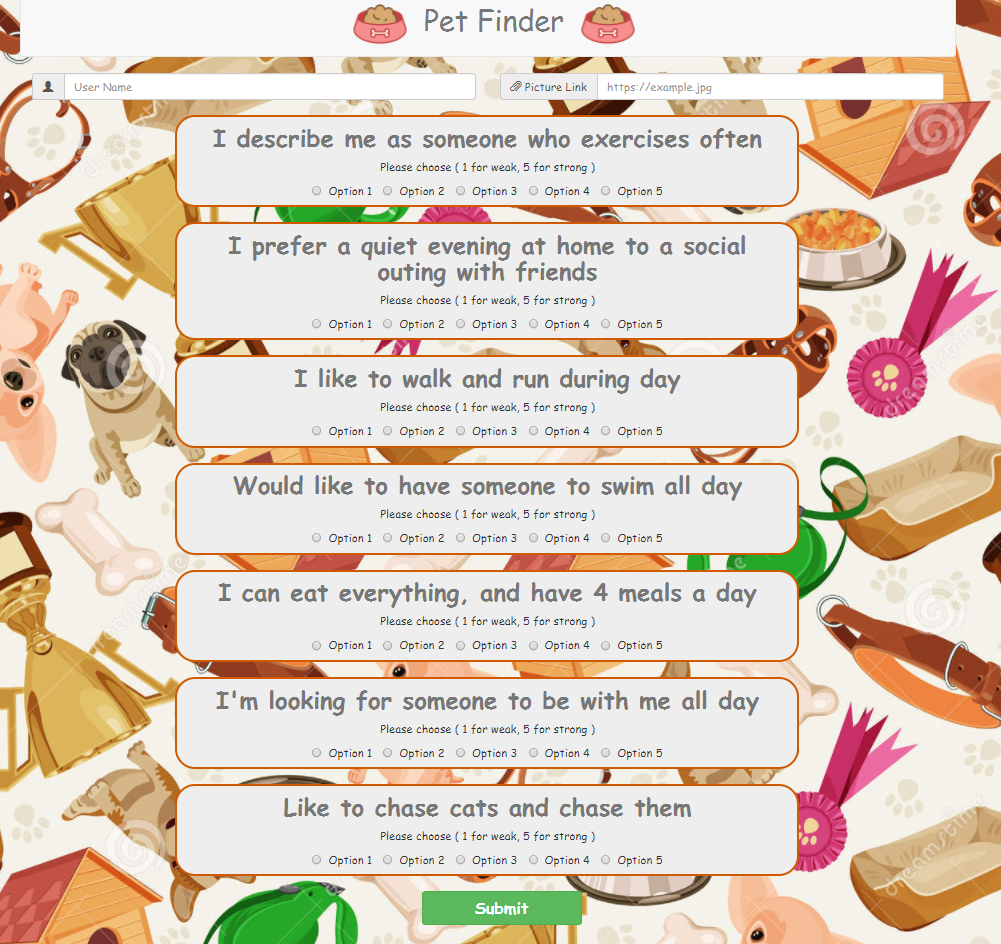 Pet Finder
User Name
Picture Link https://example.jpg
I describe me as someone who exercises often
Please choose ( 1 for weak, 5 for strong )
Option 1 Option 2 Option 3 Option 4 Option 5
I prefer a quiet evening at home to a social
outing with friends
Please choose ( 1 for weak, 5 for strong )
Option 1 Option 2 Option 3 Option 4 Option 5
I like to walk and run during day
Please choose ( 1 for weak, 5 for strong )
Option 1 Option 2 Option 3 Option 4 Option 5
Would like to have someone to swim all day
Please choose ( 1 for weak, 5 for strong )
Option 1 Option 2 Option 3 Option 4 Option 5
I can eat everything, and have 4 meals a day
Please choose ( 1 for weak, 5 for strong )
Option 1 Option 2 Option 3 Option 4 Option 5
I'm looking for someone to be with me all day
Please choose ( 1 for weak, 5 for strong )
Option 1 Option 2 Option 3 Option 4 Option 5
Like to chase cats and chase them
Please choose ( 1 for weak, 5 for strong )
Option 1 Option 2 Option 3 Option 4 Option 5
Submit
dreamstime